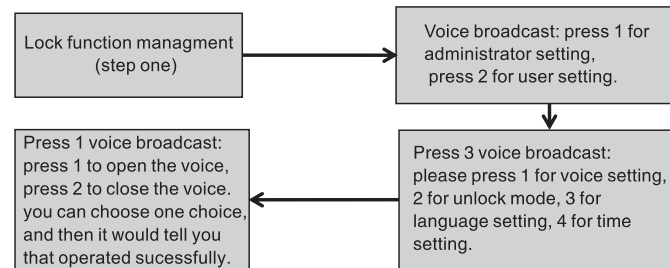 Lock function managment
(step one)
Voice broadcast: press 1 for
administrator setting,
press 2 for user setting.
Press 3 voice broadcast:
please press 1 for voice setting,
2 for unlock mode, 3 for
language setting, 4 for time
setting.
Press 1 voice broadcast:
press 1 to open the voice,
press 2 to close the voice.
you can choose one choice,
and then it would tell you
that operated sucessfully.